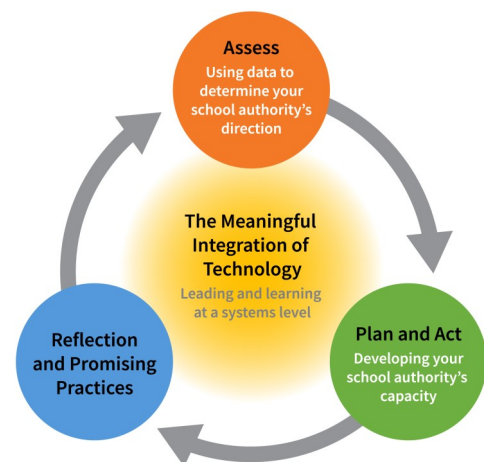 Assess
Using data to
determine your
school authority's
direction
The Meaningful
Integration of
Technology
Leading and learning
at a systems level
Plan and Act
Developing your
school authority's
capacity
Reflection
and Promising
Practices